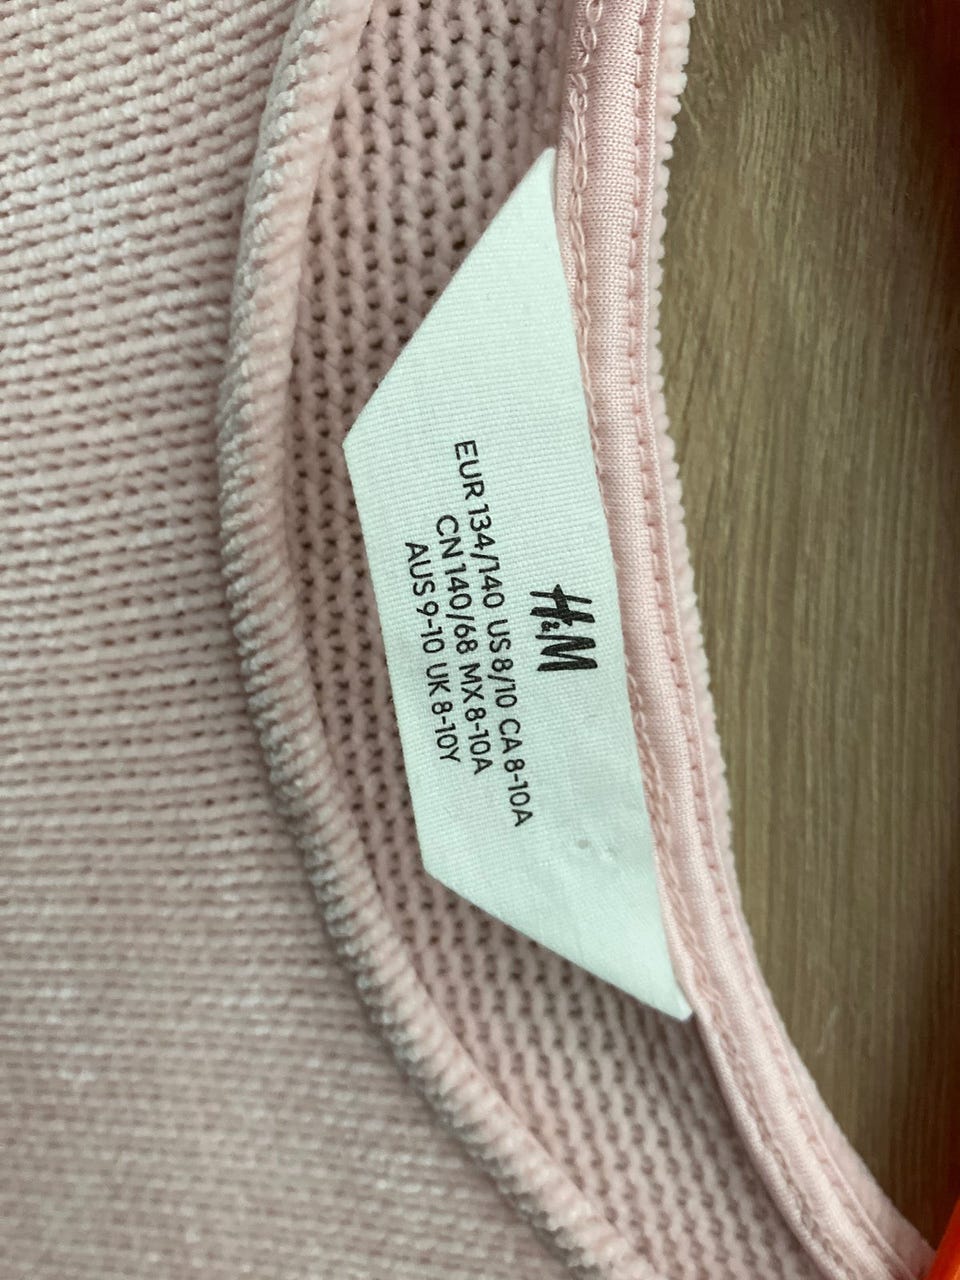 H&M
EUR 134/140 US 8/10 CA 8-10A
CN 140/68 MX 8-10A
AUS 9-10 UK 8-10Y